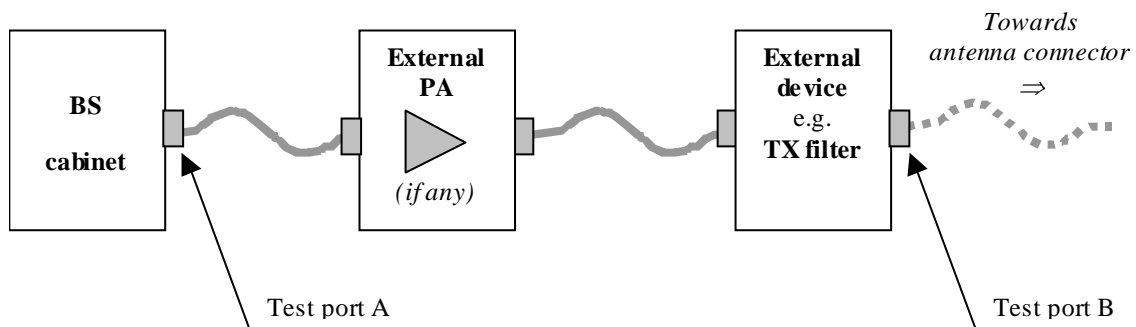 BS
cabinet
External
PA
(if any)
External
device
e.g.
TX filter
Towards
antenna connector
⇒
Test port A
Test port B